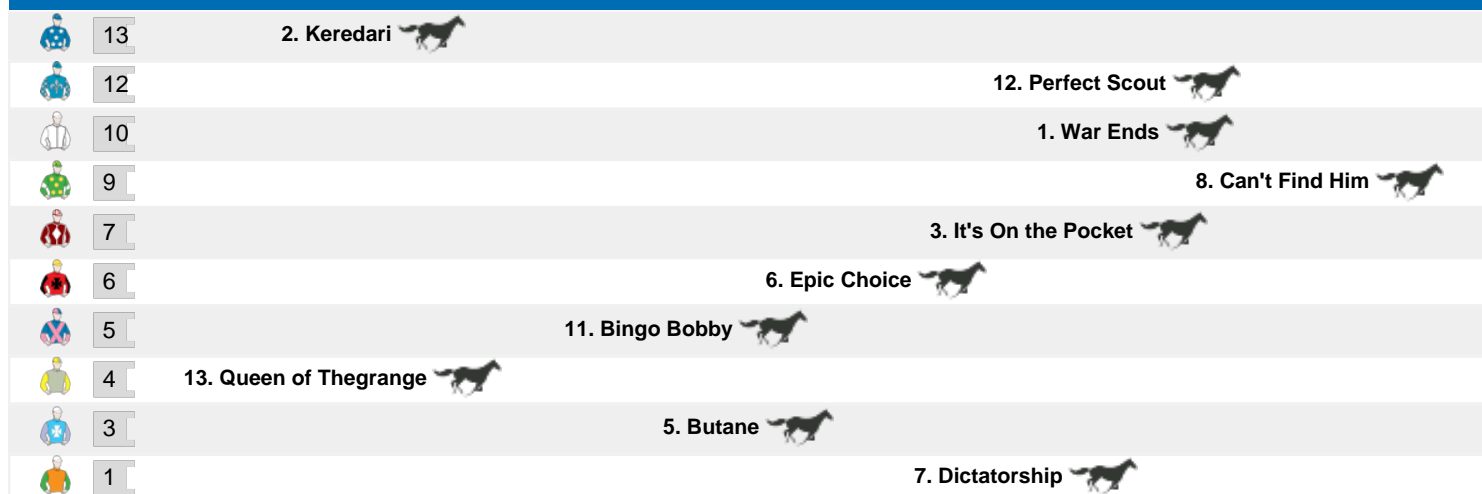 13 2. Keredari
12 12. Perfect Scout
10 1. War Ends
9 8. Can't Find Him
7 3. It's On the Pocket
6 6. Epic Choice
5 11. Bingo Bobby
4 13. Queen of Thegrange
3 5. Butane
1 7. Dictatorship